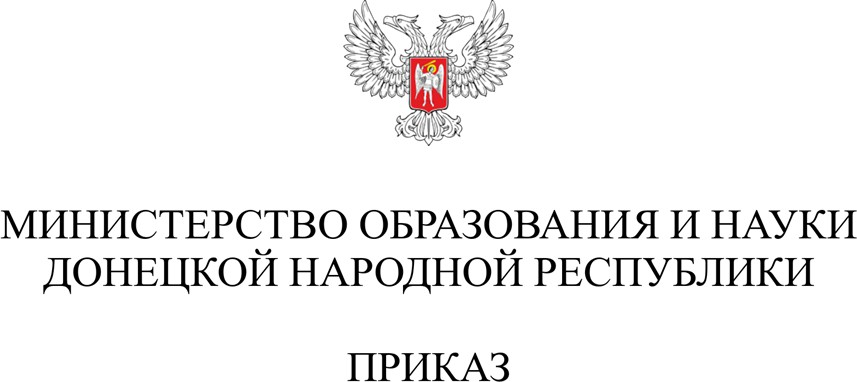 МИНИСТЕРСТВО ОБРАЗОВАНИЯ И НАУКИ
ДОНЕЦКОЙ НАРОДНОЙ РЕСПУБЛИКИ
ПРИКАЗ